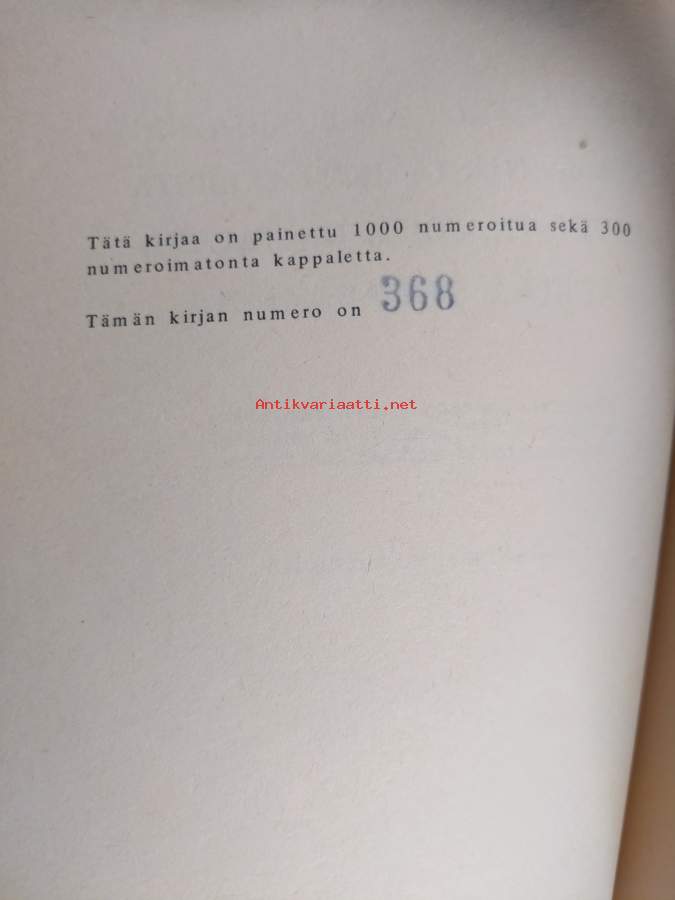 Tätä kirjaa on painettu 1000 numeroitua sekä 300
numeroimatonta kappaletta.
Tämän kirjan numero on 368
Antikvariaatti.net